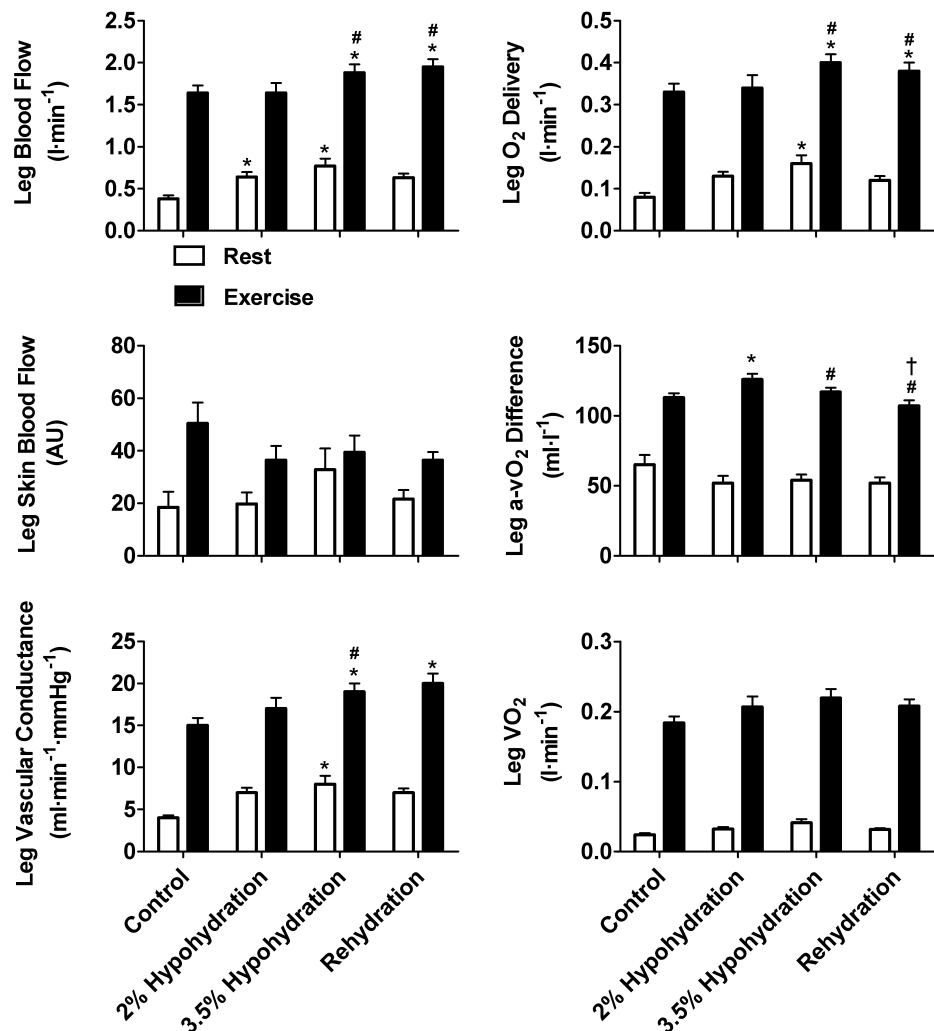 Leg Blood Flow
(l·min⁻¹)
2.5
2.0
1.5
1.0
0.5
0.0
*
*
#
*
#
*
Rest
Exercise
Leg O₂ Delivery
(l·min⁻¹)
0.5
0.4
0.3
0.2
0.1
0.0
*
#
*
#
*
Leg Skin Blood Flow
(AU)
80
60
40
20
0
Leg a-vO₂ Difference
(ml·l⁻¹)
150
100
50
0
*
#
†
#
Leg Vascular Conductance
(ml·min⁻¹·mmHg⁻¹)
25
20
15
10
5
0
*
#
*
*
Control
2% Hypohydration
3.5% Hypohydration
Rehydration
Leg VO₂
(l·min⁻¹)
0.3
0.2
0.1
0.0
Control
2% Hypohydration
3.5% Hypohydration
Rehydration